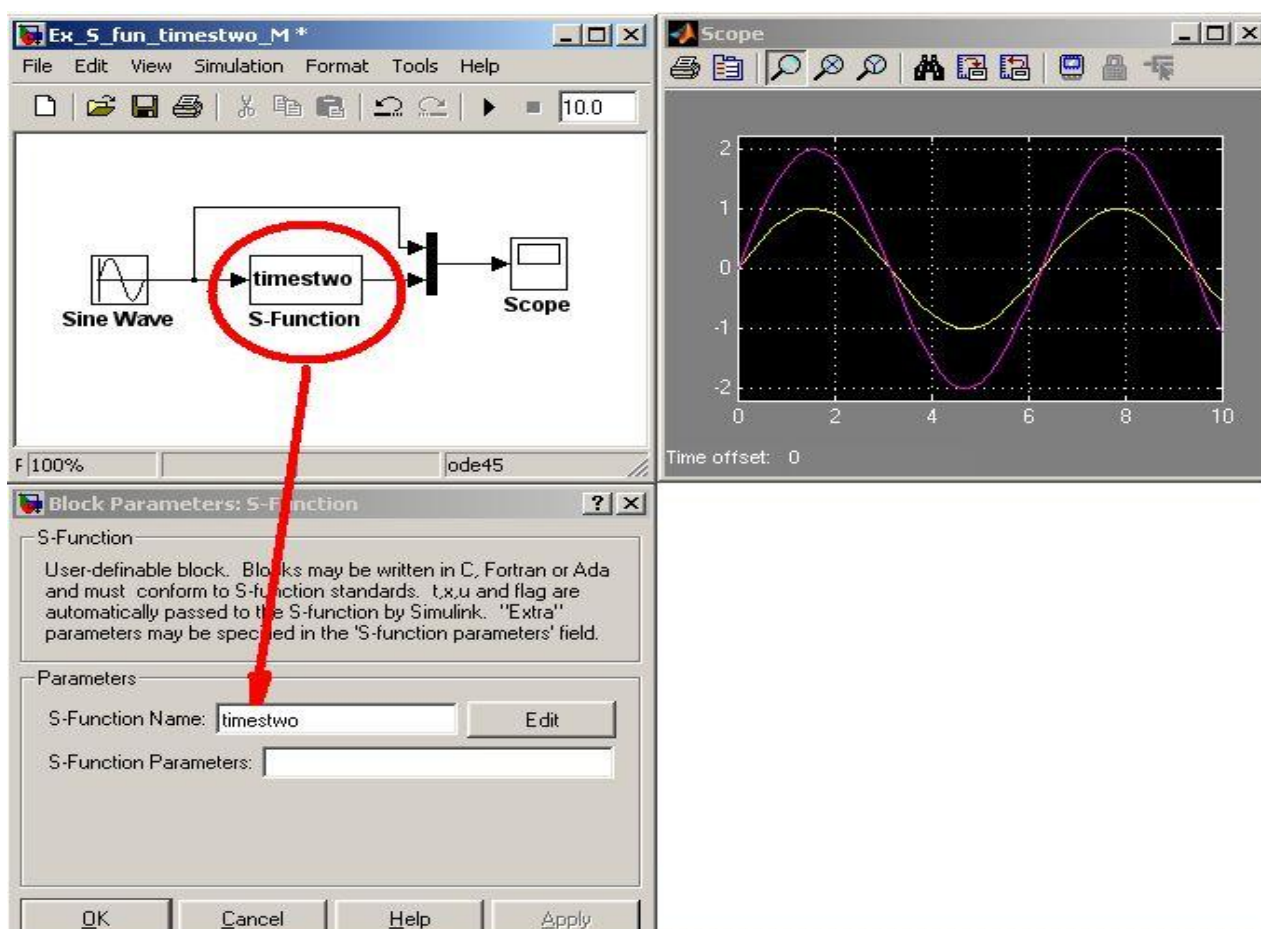 Ex_S_fun_timestwo_M *
File Edit View Simulation Format Tools Help
10.0
timestwo
Sine Wave
S-Function
Scope
F 100%
ode45
Scope
2
1
0
-1
-2
0 2 4 6 8 10
Time offset: 0
Block Parameters: S-Function
S-Function
User-definable block. Blocks may be written in C, Fortran or Ada
and must conform to S-function standards. t,x,u and flag are
automatically passed to the S-function by Simulink. "Extra"
parameters may be specified in the 'S-function parameters' field.
Parameters
S-Function Name: timestwo Edit
S-Function Parameters:
OK Cancel Help Apply